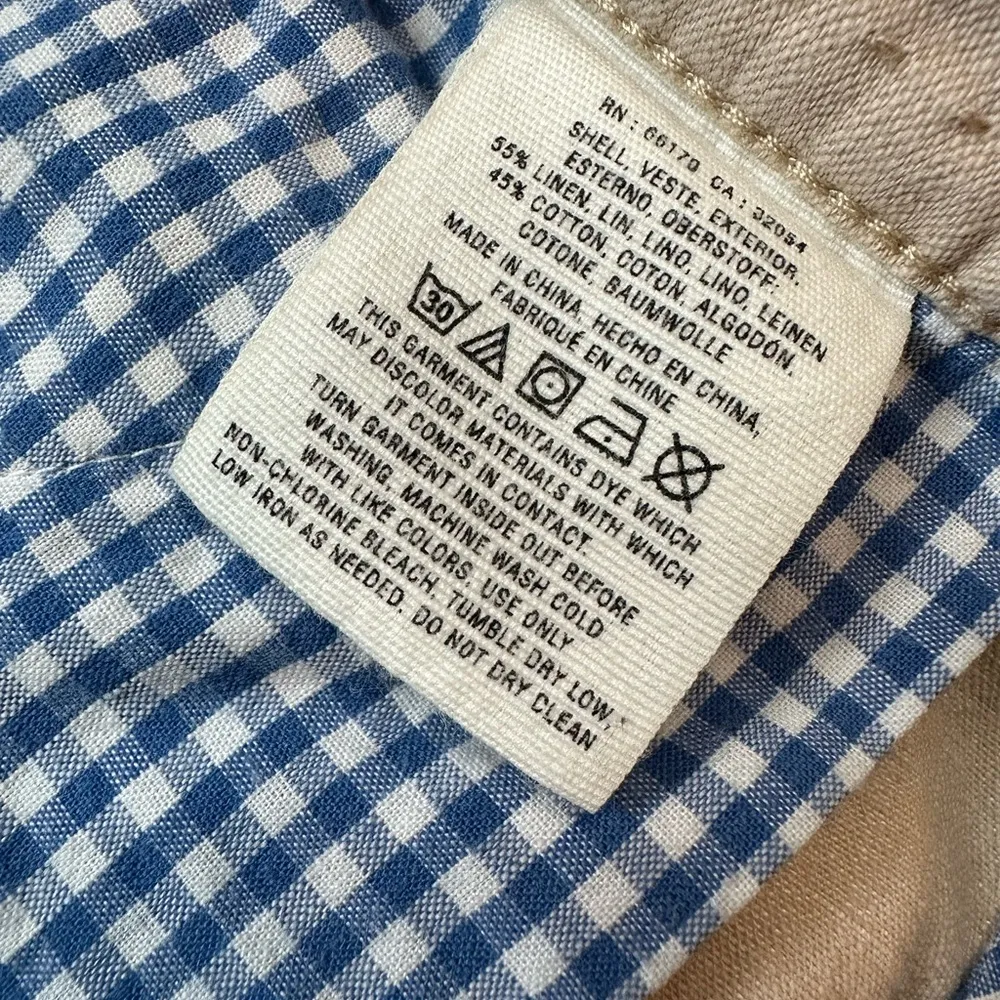 RN : 66170 CA : 32054
SHELL, VESTE, EXTERIOR,
ESTERNO, OBERSTOFF:
55% LINEN, LIN, LINO, LINO, LEINEN
45% COTTON, COTON, ALGODÓN,
COTONE, BAUMWOLLE
MADE IN CHINA, HECHO EN CHINA,
FABRIQUÉ EN CHINE
30
THIS GARMENT CONTAINS DYE WHICH
MAY DISCOLOR MATERIALS WITH WHICH
IT COMES IN CONTACT.
TURN GARMENT INSIDE OUT BEFORE
WASHING. MACHINE WASH COLD
WITH LIKE COLORS. USE ONLY
NON-CHLORINE BLEACH. TUMBLE DRY LOW,
LOW IRON AS NEEDED. DO NOT DRY CLEAN